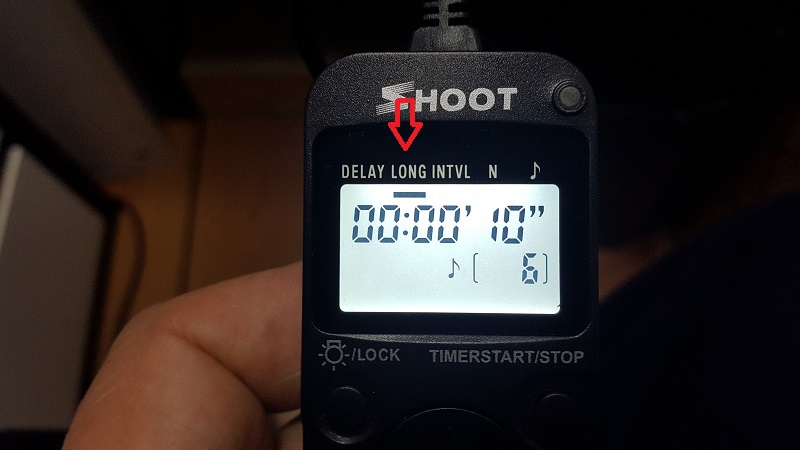 SHOOT
DELAY LONG INTVL N ♪
00:00' 10"
♪ [ 6]
-/LOCK TIMERSTART/STOP